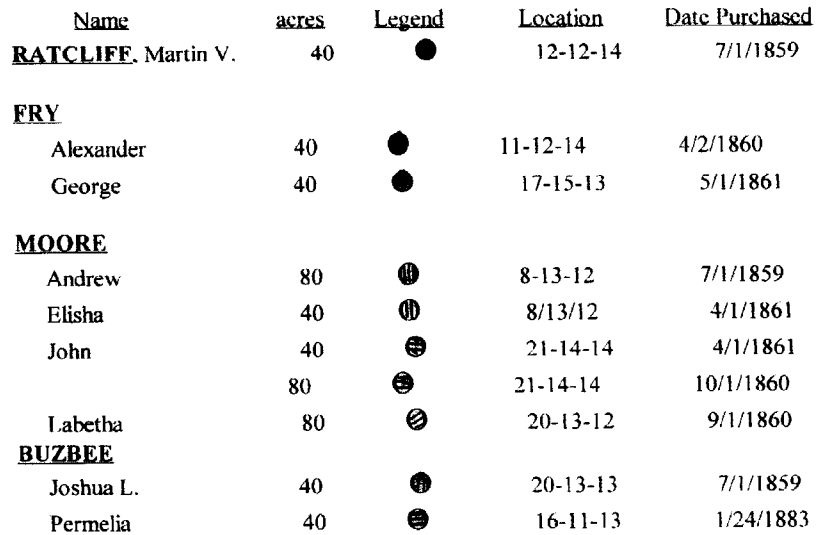 Name acres Legend Location Date Purchased
RATCLIFF, Martin V. 40 12-12-14 7/1/1859
FRY
Alexander 40 11-12-14 4/2/1860
George 40 17-15-13 5/1/1861
MOORE
Andrew 80 8-13-12 7/1/1859
Elisha 40 8/13/12 4/1/1861
John 40 21-14-14 4/1/1861
80 21-14-14 10/1/1860
Labetha 80 20-13-12 9/1/1860
BUZBEE
Joshua L. 40 20-13-13 7/1/1859
Permelia 40 16-11-13 1/24/1883